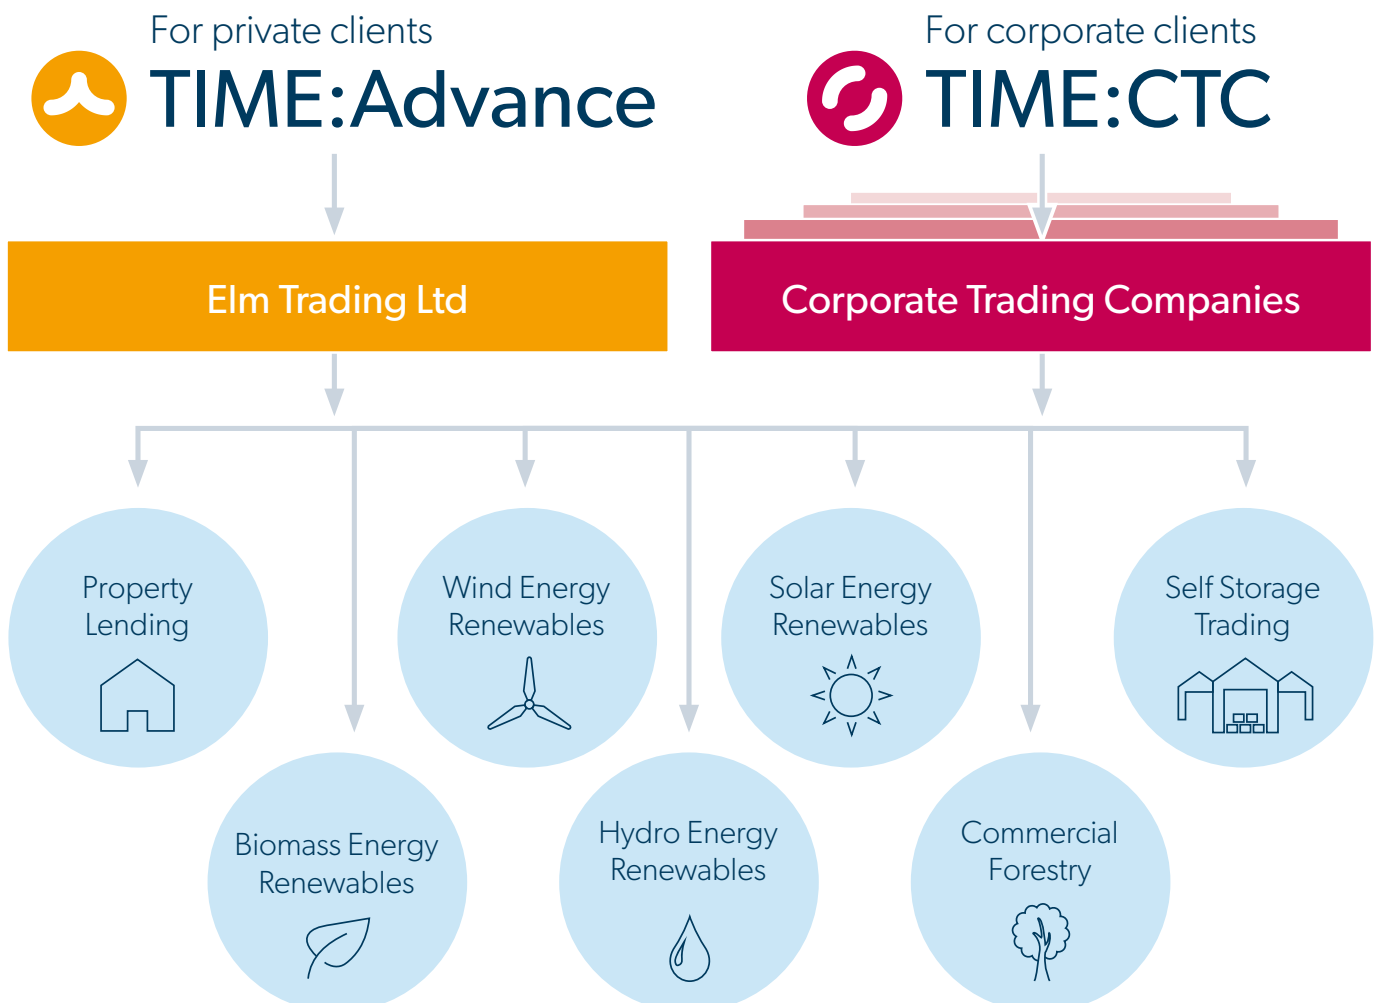 For private clients
TIME:Advance
For corporate clients
TIME:CTC
Elm Trading Ltd
Corporate Trading Companies
Property
Lending
Wind Energy
Renewables
Solar Energy
Renewables
Self Storage
Trading
Biomass Energy
Renewables
Hydro Energy
Renewables
Commercial
Forestry